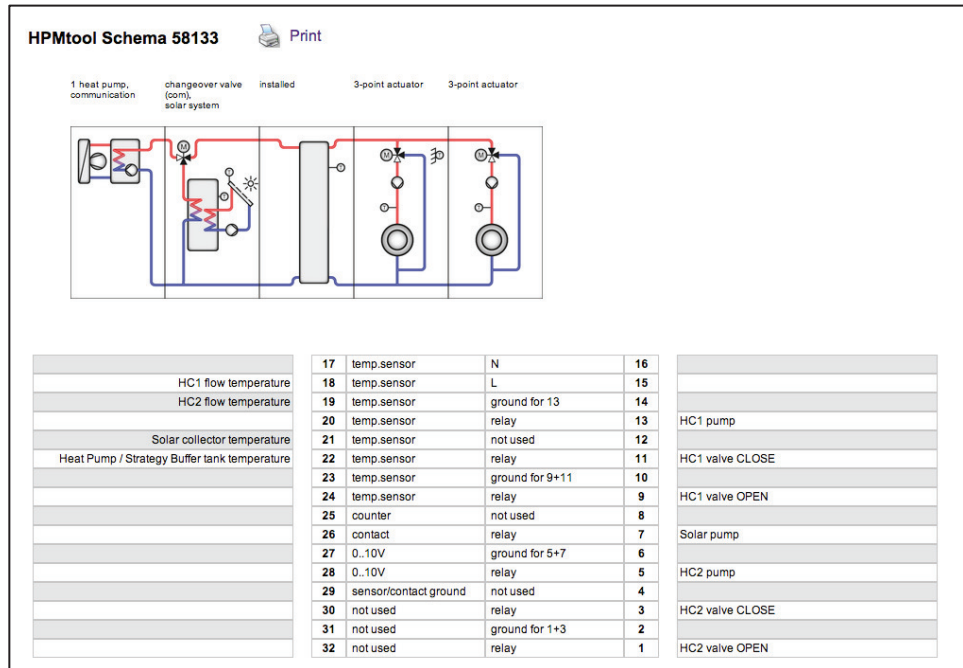 HPMtool Schema 58133
Print
1 heat pump,
communication
changeover valve
(com),
solar system
installed
3-point actuator
3-point actuator
M
T
T
T
M
T
T
M
T
17 temp.sensor N 16
HC1 flow temperature 18 temp.sensor L 15
HC2 flow temperature 19 temp.sensor ground for 13 14
20 temp.sensor relay 13 HC1 pump
Solar collector temperature 21 temp.sensor not used 12
Heat Pump / Strategy Buffer tank temperature 22 temp.sensor relay 11 HC1 valve CLOSE
23 temp.sensor ground for 9+11 10
24 temp.sensor relay 9 HC1 valve OPEN
25 counter not used 8
26 contact relay 7 Solar pump
27 0..10V ground for 5+7 6
28 0..10V relay 5 HC2 pump
29 sensor/contact ground not used 4
30 not used relay 3 HC2 valve CLOSE
31 not used ground for 1+3 2
32 not used relay 1 HC2 valve OPEN